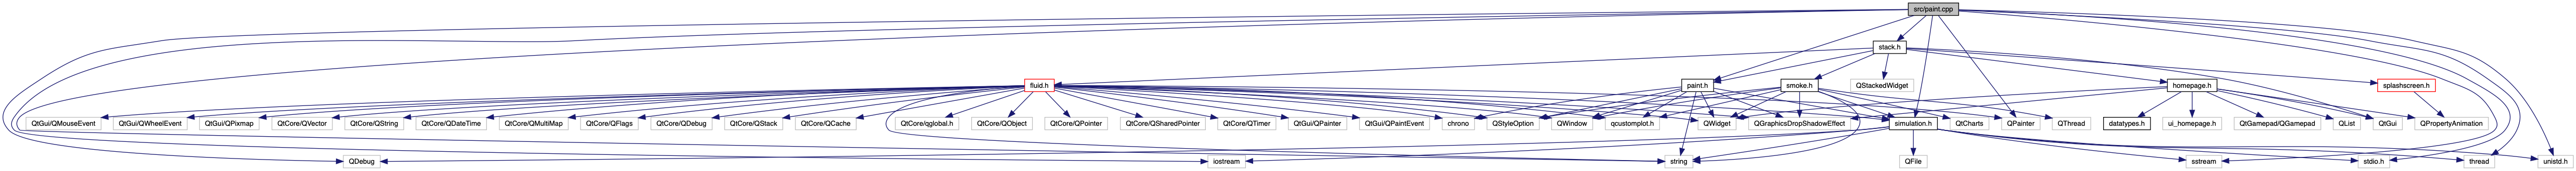 src/paint.cpp
stack.h
fluid.h
paint.h
smoke.h
QStackedWidget
homepage.h
splashscreen.h
QtGui/QMouseEvent
QtGui/QWheelEvent
QtGui/QPixmap
QtCore/QVector
QtCore/QString
QtCore/QDateTime
QtCore/QMultiMap
QtCore/QFlags
QtCore/QDebug
QtCore/QStack
QtCore/QCache
QtCore/qglobal.h
QtCore/QObject
QtCore/QPointer
QtCore/QSharedPointer
QtCore/QTimer
QtGui/QPainter
QtGui/QPaintEvent
chrono
QStyleOption
QWindow
qcustomplot.h
QWidget
QGraphicsDropShadowEffect
simulation.h
QtCharts
QPainter
QThread
datatypes.h
ui_homepage.h
QtGamepad/QGamepad
QList
QtGui
QPropertyAnimation
QDebug
iostream
string
QFile
sstream
stdio.h
thread
unistd.h